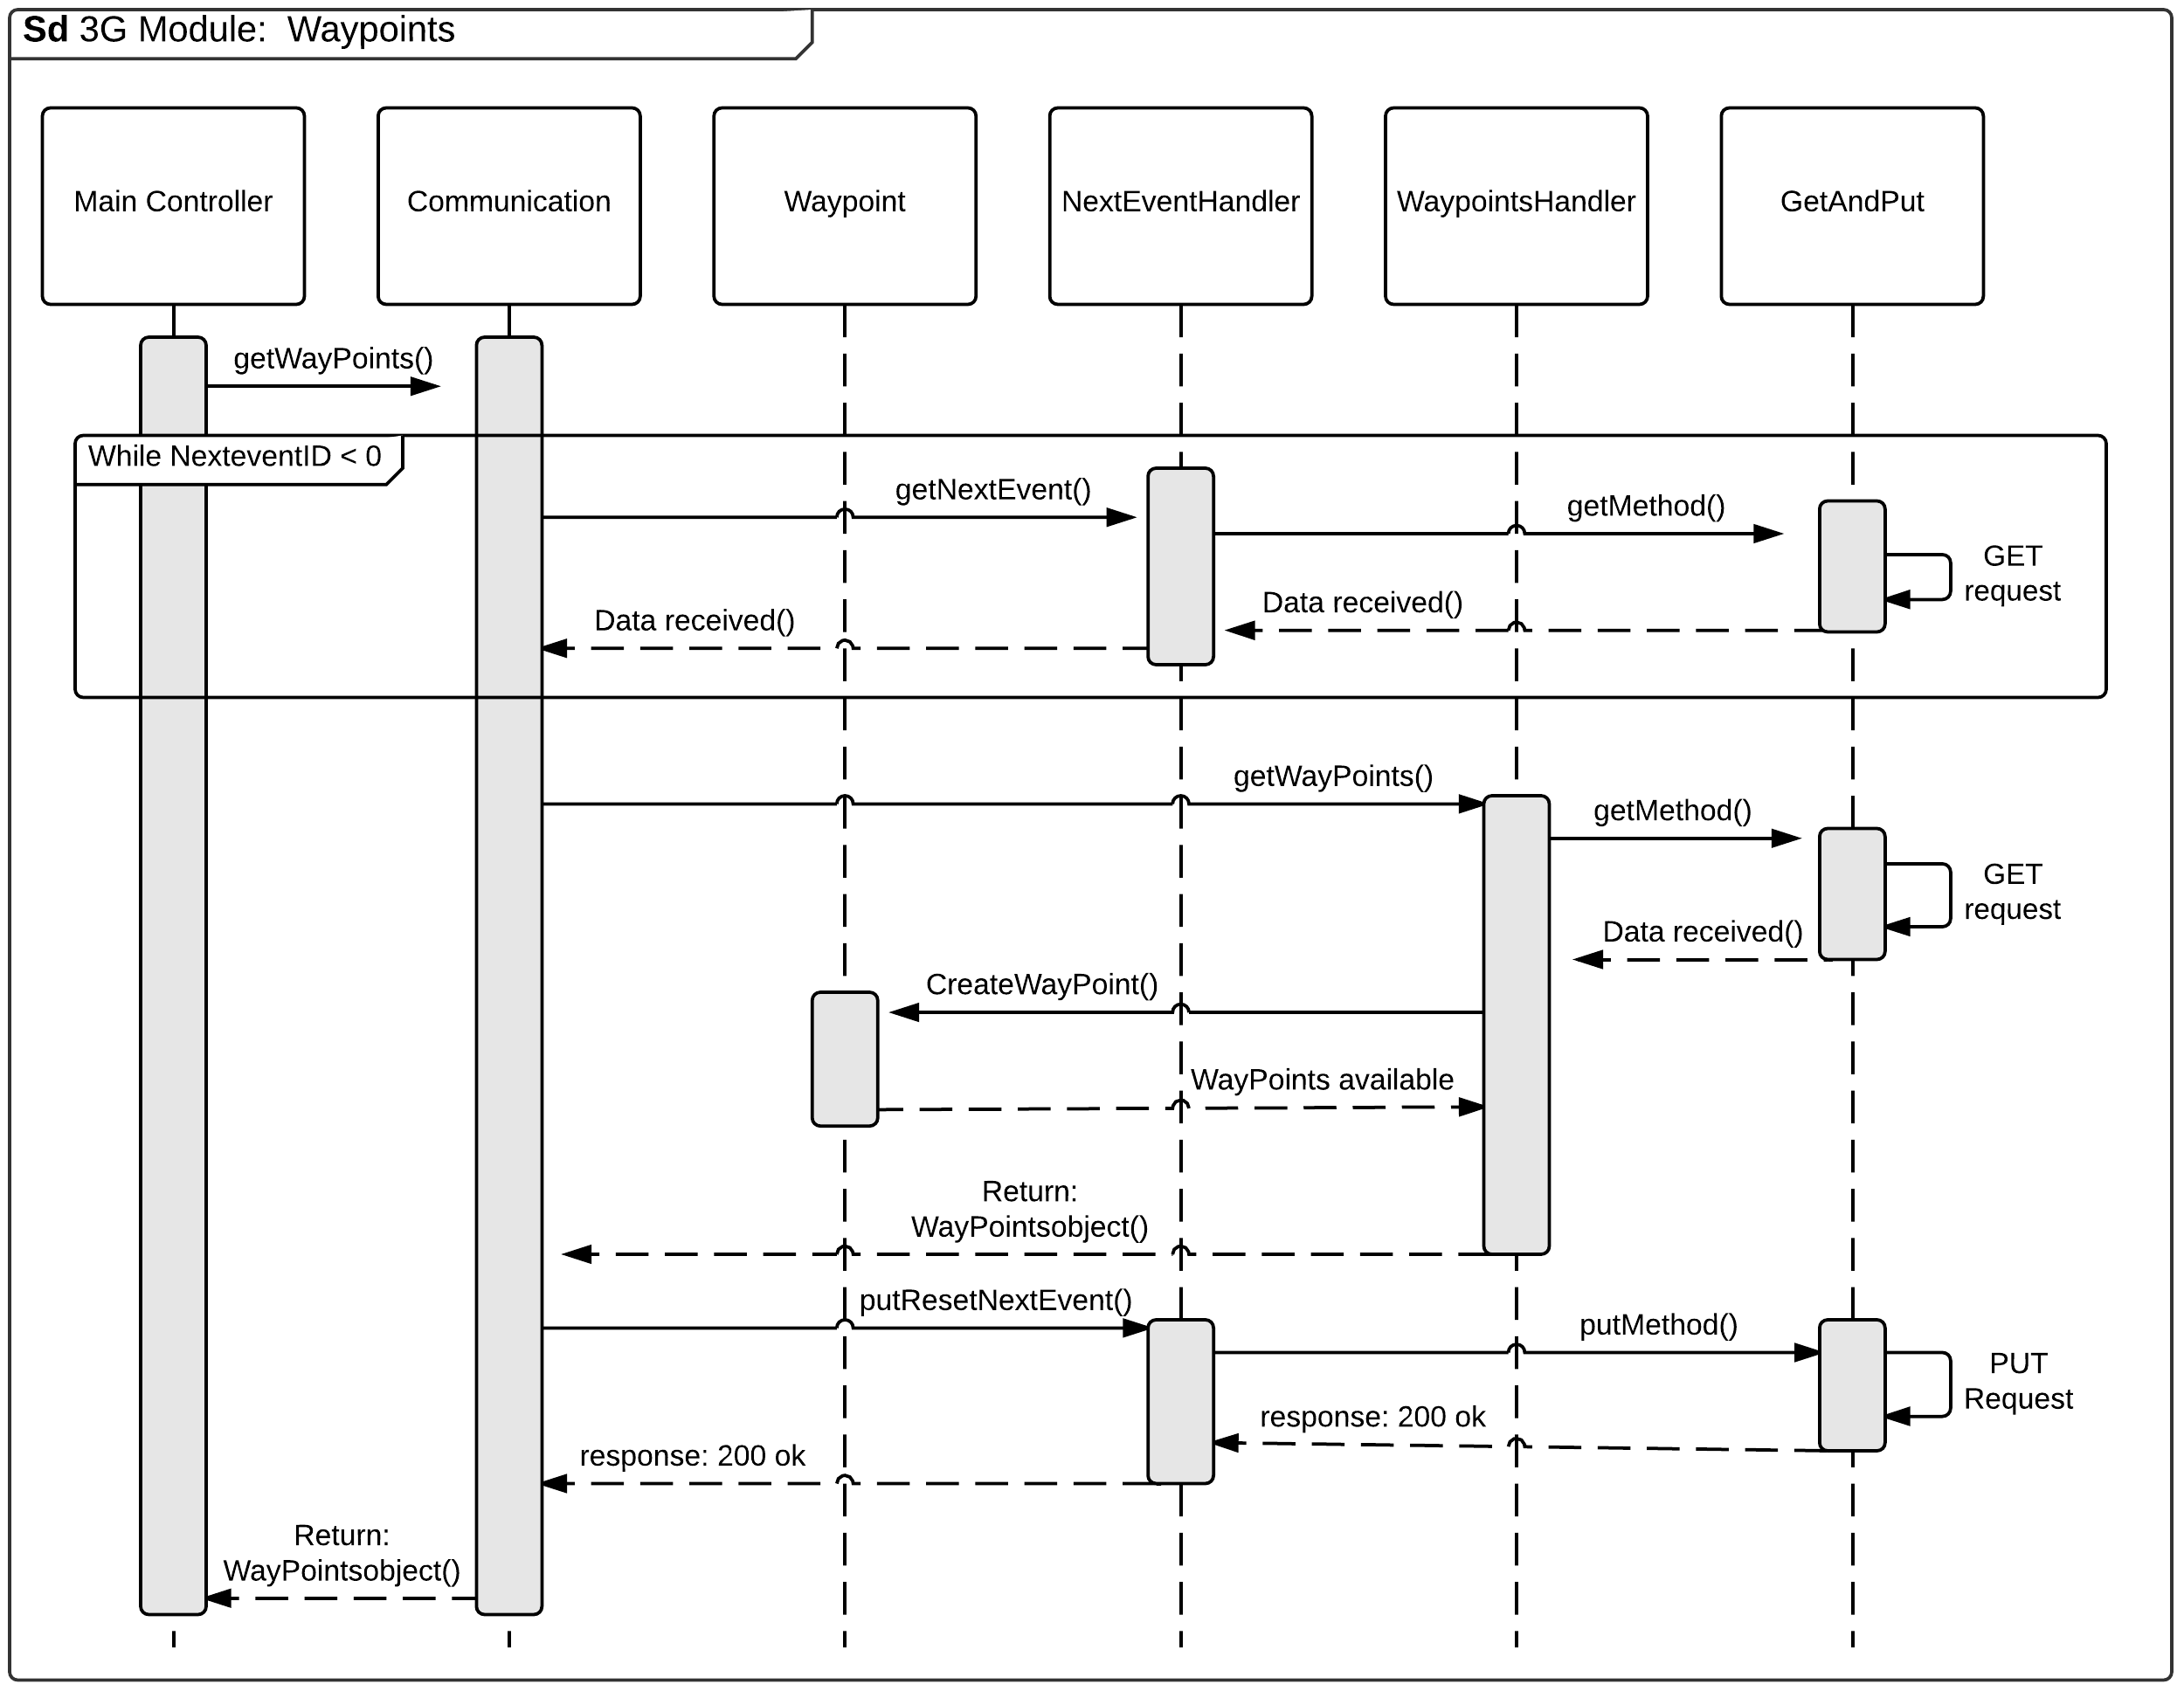 Sd 3G Module:  Waypoints
Main Controller
Communication
Waypoint
NextEventHandler
WaypointsHandler
GetAndPut
getWayPoints()
While NexteventID < 0
getNextEvent()
getMethod()
GET
request
Data received()
Data received()
getWayPoints()
getMethod()
GET
request
Data received()
CreateWayPoint()
WayPoints available
Return:
WayPointsobject()
putResetNextEvent()
putMethod()
PUT
Request
response: 200 ok
response: 200 ok
Return:
WayPointsobject()